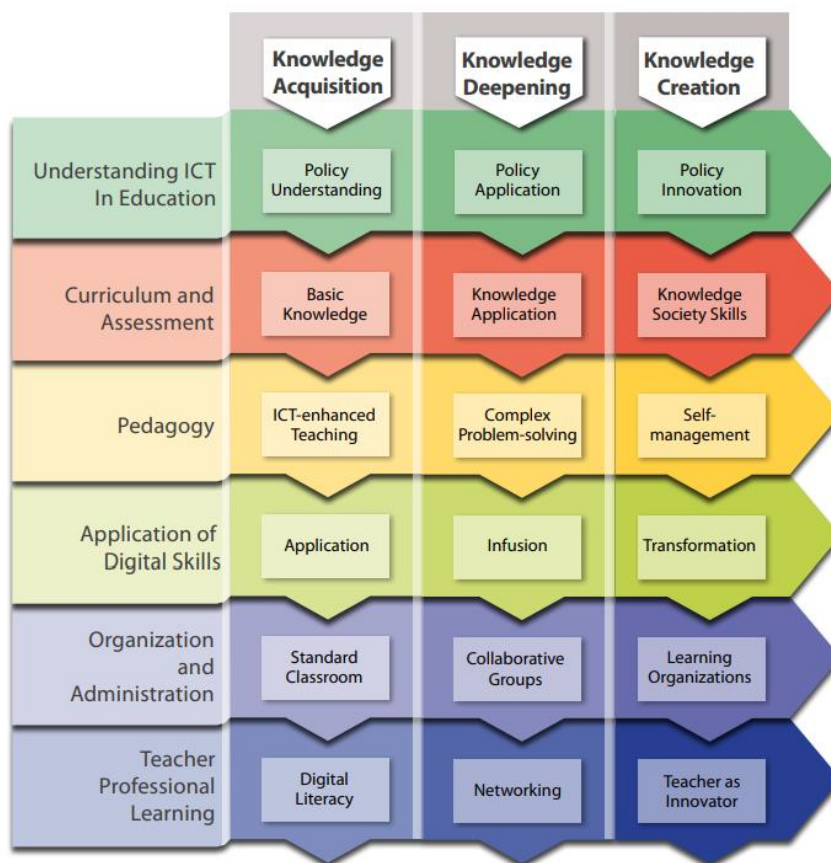 Knowledge
Acquisition
Knowledge
Deepening
Knowledge
Creation
Understanding ICT
In Education
Policy
Understanding
Policy
Application
Policy
Innovation
Curriculum and
Assessment
Basic
Knowledge
Knowledge
Application
Knowledge
Society Skills
Pedagogy
ICT-enhanced
Teaching
Complex
Problem-solving
Self-
management
Application of
Digital Skills
Application
Infusion
Transformation
Organization
and
Administration
Standard
Classroom
Collaborative
Groups
Learning
Organizations
Teacher
Professional
Learning
Digital
Literacy
Networking
Teacher as
Innovator